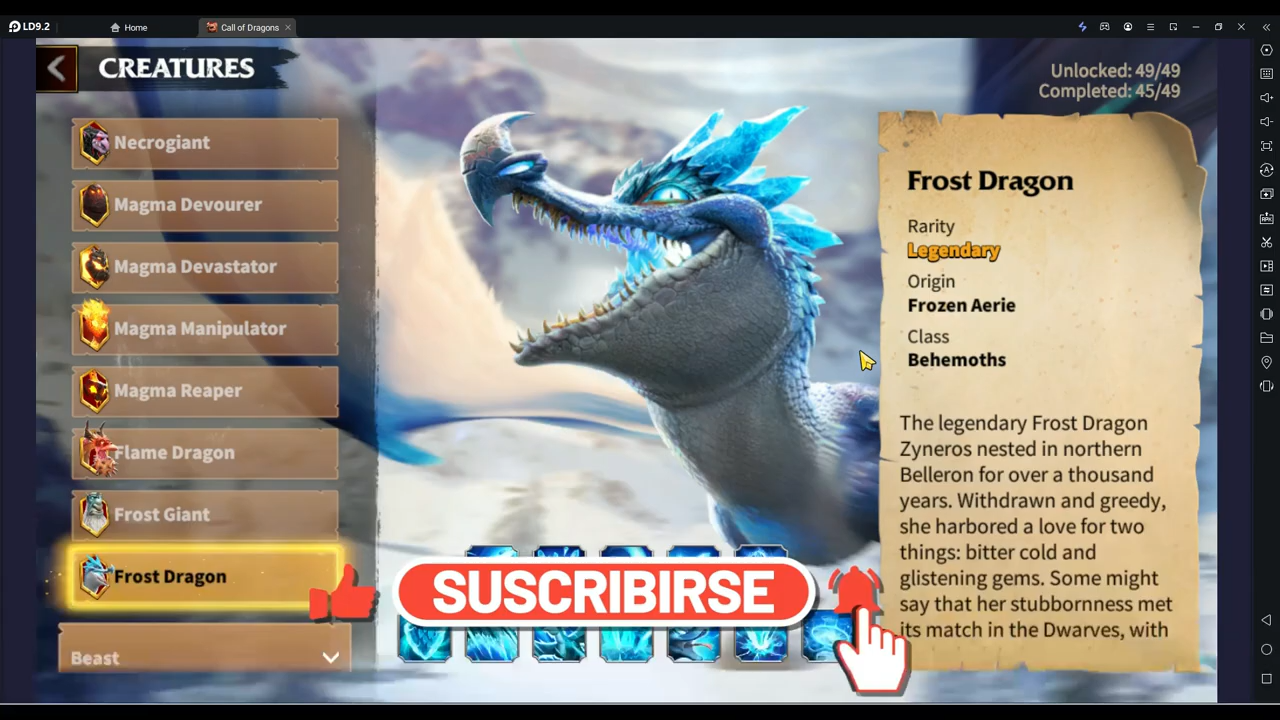 LD9.2
Home
Call of Dragons
CREATURES
Unlocked: 49/49
Completed: 45/49
Necrogiant
Magma Devourer
Magma Devastator
Magma Manipulator
Magma Reaper
Flame Dragon
Frost Giant
Frost Dragon
Beast
SUSCRIBIRSE
Frost Dragon
Rarity
Legendary
Origin
Frozen Aerie
Class
Behemoths
The legendary Frost Dragon
Zyneros nested in northern
Belleron for over a thousand
years. Withdrawn and greedy,
she harbored a love for two
things: bitter cold and
glistening gems. Some might
say that her stubbornness met
its match in the Dwarves, with